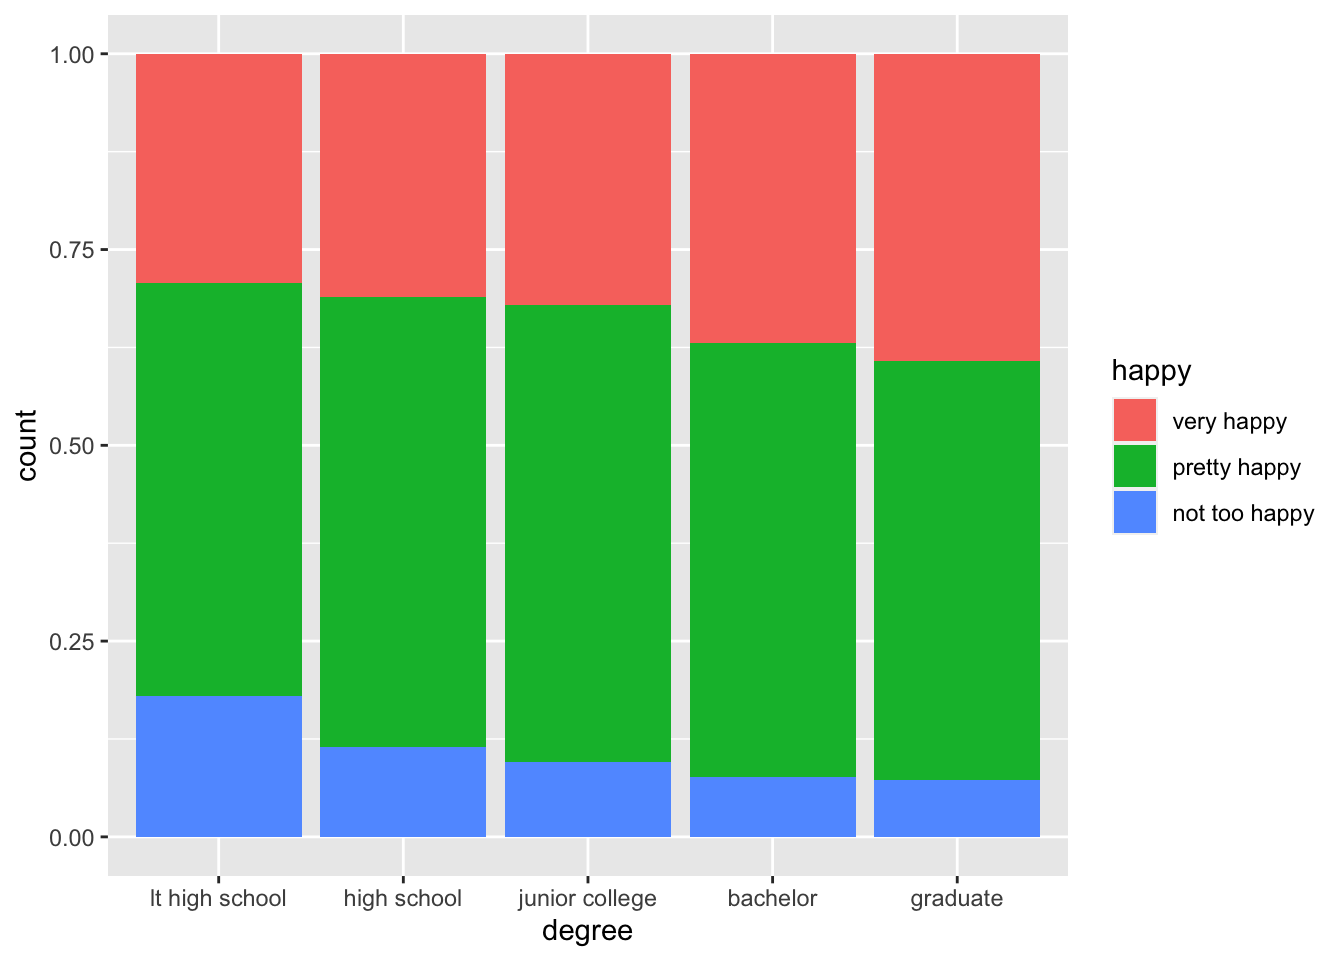 1.00
0.75
0.50
0.25
0.00
count
lt high school
high school
junior college
bachelor
graduate
degree
happy
very happy
pretty happy
not too happy